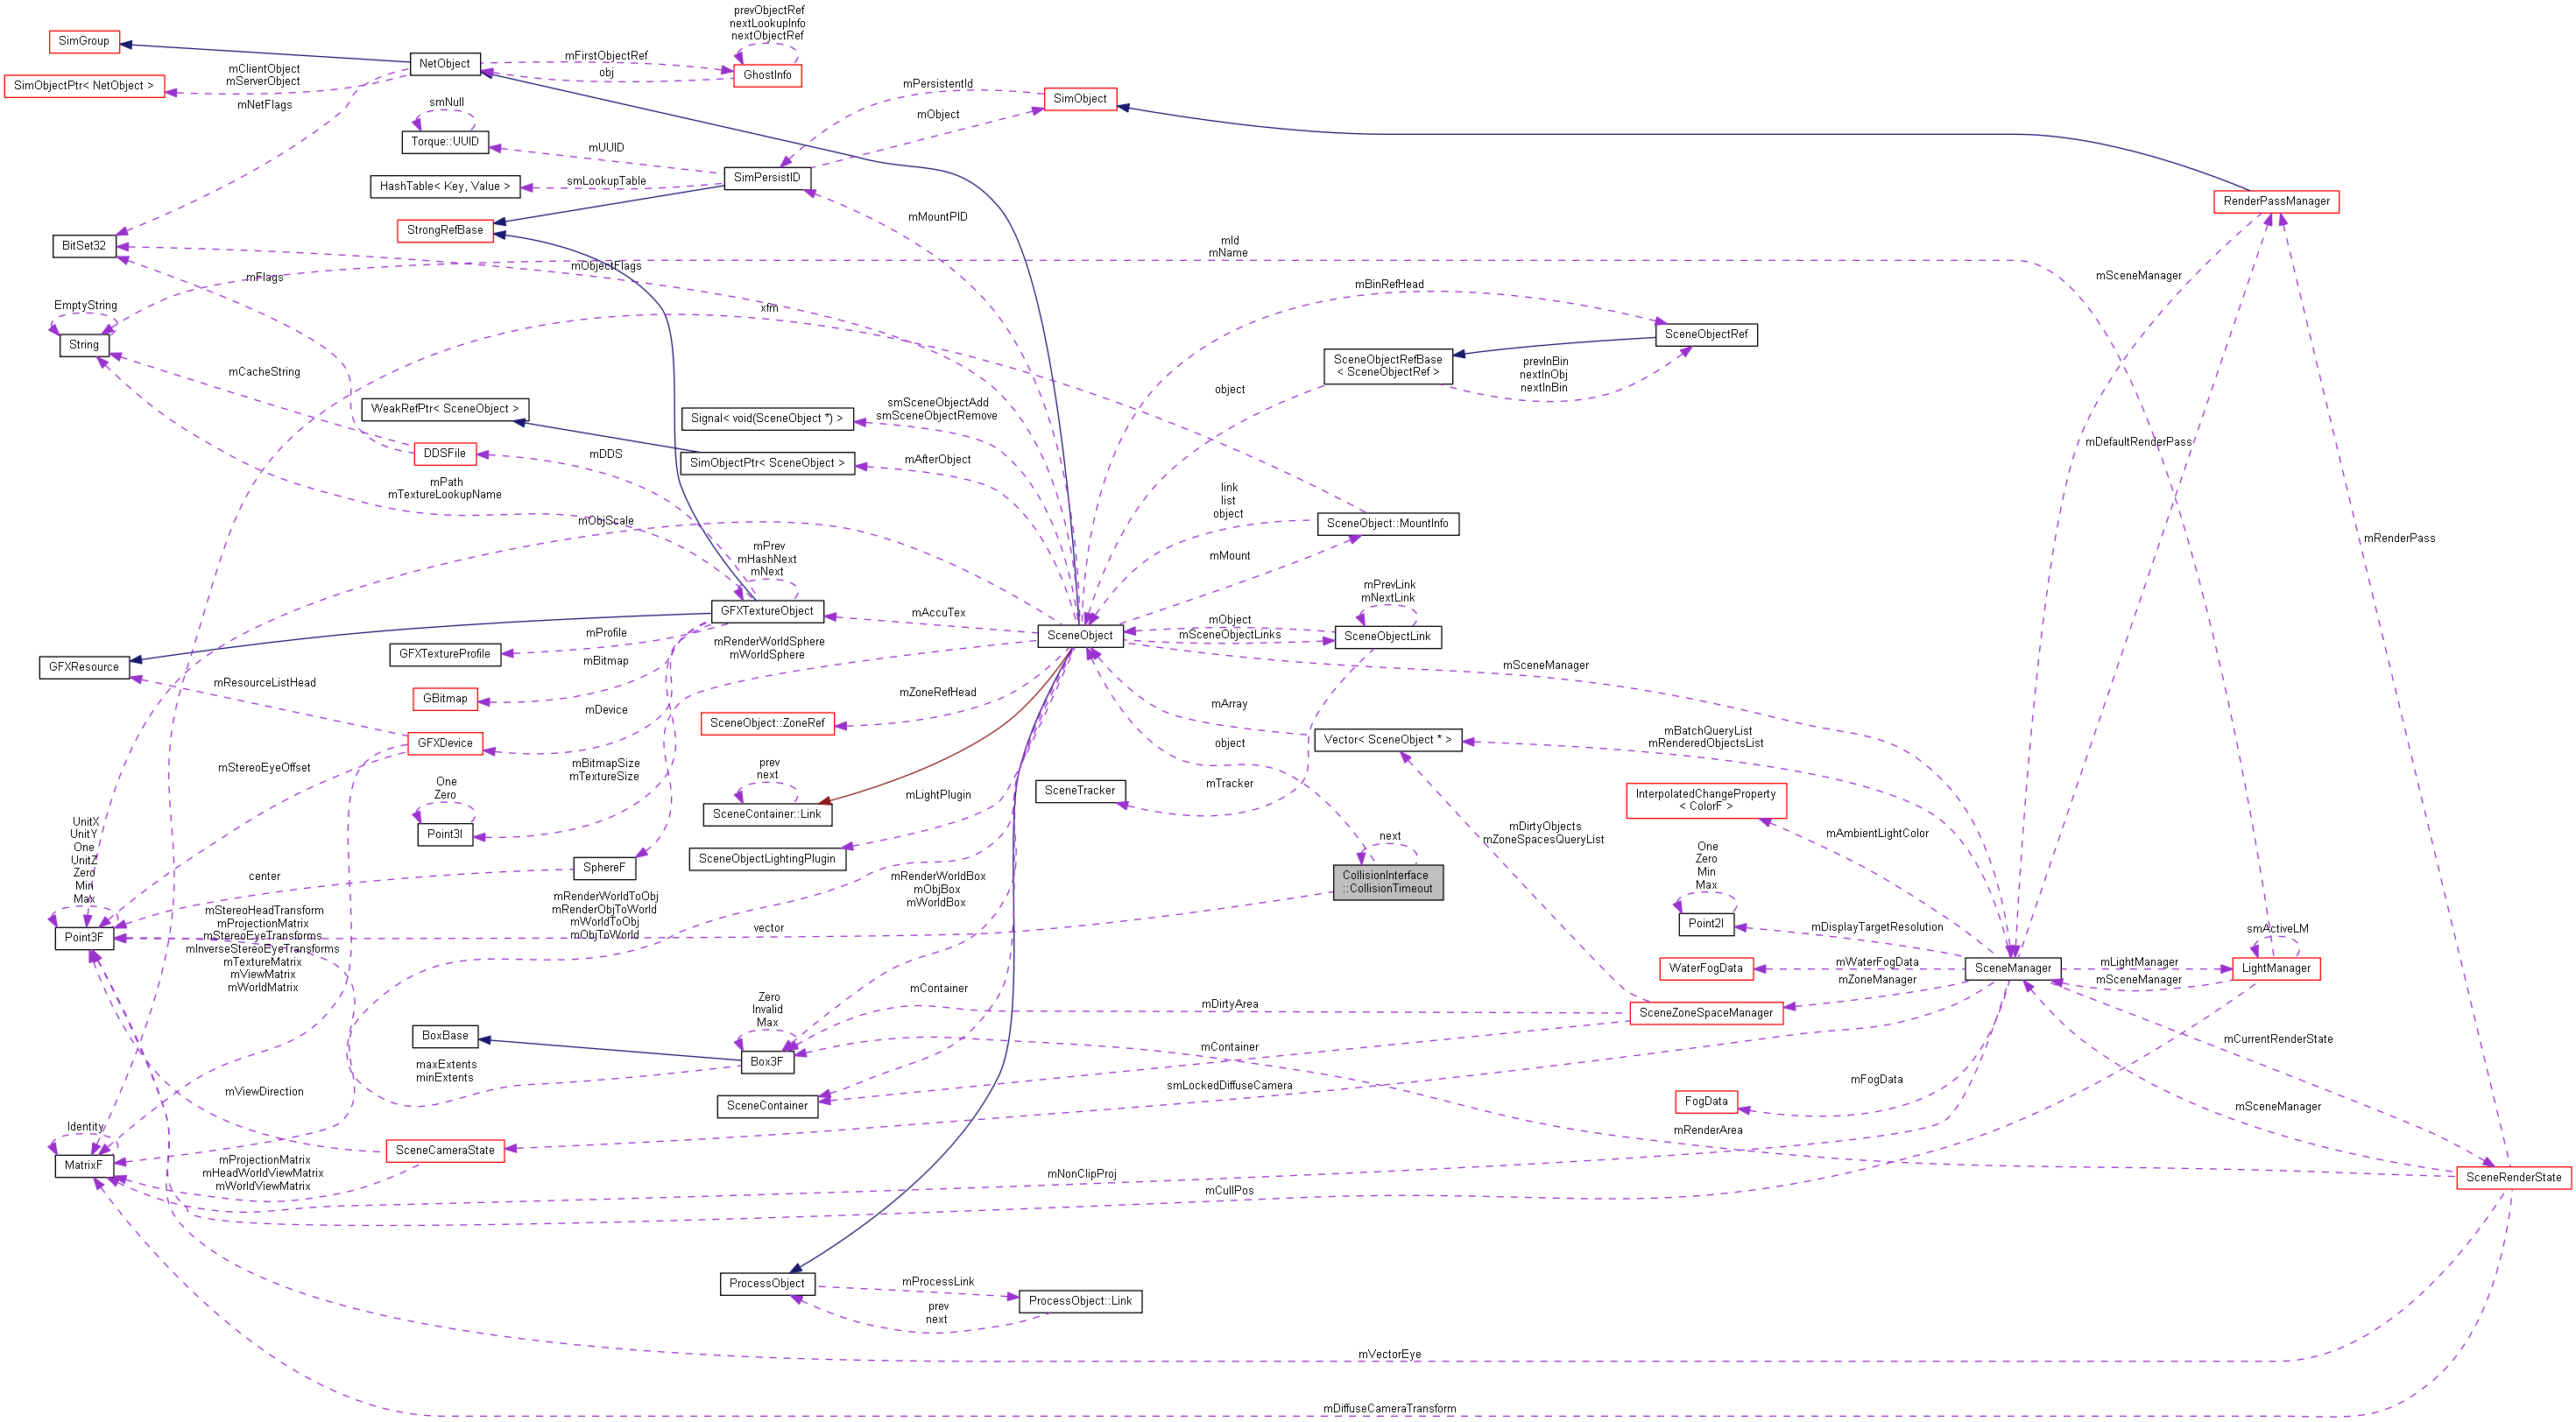 prevObjectRef
nextLookupInfo
nextObjectRef
SimGroup
NetObject
mFirstObjectRef
obj
GhostInfo
mClientObject
mServerObject
SimObjectPtr< NetObject >
mNetFlags
mPersistentId
SimObject
smNull
mObject
Torque::UUID
mUUID
SimPersistID
HashTable< Key, Value >
smLookupTable
RenderPassManager
mMountPID
StrongRefBase
BitSet32
mId
mName
mObjectFlags
mFlags
mSceneManager
mBinRefHead
EmptyString
xfm
String
SceneObjectRef
SceneObjectRefBase
< SceneObjectRef >
prevInBin
nextInObj
nextInBin
mCacheString
object
WeakRefPtr< SceneObject >
Signal< void(SceneObject *) >
smSceneObjectAdd
smSceneObjectRemove
mDefaultRenderPass
DDSFile
mDDS
SimObjectPtr< SceneObject >
mAfterObject
mPath
mTextureLookupName
link
list
object
mObjScale
SceneObject::MountInfo
mRenderPass
mPrev
mHashNext
mNext
mMount
mPrevLink
mNextLink
GFXTextureObject
mAccuTex
mObject
SceneObject
mSceneObjectLinks
SceneObjectLink
mProfile
mRenderWorldSphere
mWorldSphere
GFXTextureProfile
GFXResource
mBitmap
mSceneManager
mResourceListHead
GBitmap
mZoneRefHead
mArray
mDevice
SceneObject::ZoneRef
mBatchQueryList
mRenderedObjectsList
GFXDevice
object
Vector< SceneObject * >
mStereoEyeOffset
mBitmapSize
mTextureSize
prev
next
One
Zero
mLightPlugin
SceneTracker
mTracker
InterpolatedChangeProperty
< ColorF >
SceneContainer::Link
UnitX
UnitY
One
UnitZ
Zero
Min
Max
Point3I
mDirtyObjects
mZoneSpacesQueryList
next
mAmbientLightColor
SceneObjectLightingPlugin
One
Zero
Min
Max
center
SphereF
mRenderWorldBox
mObjBox
mWorldBox
CollisionInterface
::CollisionTimeout
mRenderWorldToObj
mRenderObjToWorld
mWorldToObj
mObjToWorld
mStereoHeadTransform
mProjectionMatrix
mStereoEyeTransforms
mInverseStereoEyeTransforms
mTextureMatrix
mViewMatrix
mWorldMatrix
Point3F
vector
Point2I
mDisplayTargetResolution
smActiveLM
WaterFogData
mWaterFogData
SceneManager
mLightManager
LightManager
mZoneManager
mSceneManager
mContainer
Zero
Invalid
Max
mDirtyArea
SceneZoneSpaceManager
BoxBase
Box3F
mContainer
mCurrentRenderState
maxExtents
minExtents
smLockedDiffuseCamera
mFogData
mViewDirection
SceneContainer
FogData
mSceneManager
Identity
mRenderArea
MatrixF
SceneCameraState
mProjectionMatrix
mHeadWorldViewMatrix
mWorldViewMatrix
mNonClipProj
mCullPos
SceneRenderState
ProcessObject
mProcessLink
ProcessObject::Link
prev
next
mVectorEye
mDiffuseCameraTransform